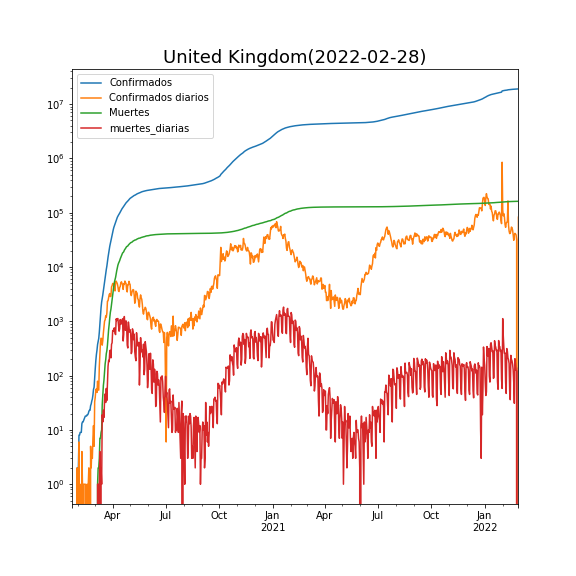 United Kingdom(2022-02-28)
Confirmados
Confirmados diarios
Muertes
muertes_diarias
10⁷
10⁶
10⁵
10⁴
10³
10²
10¹
10⁰
Apr Jul Oct Jan Apr Jul Oct Jan
2021 2022